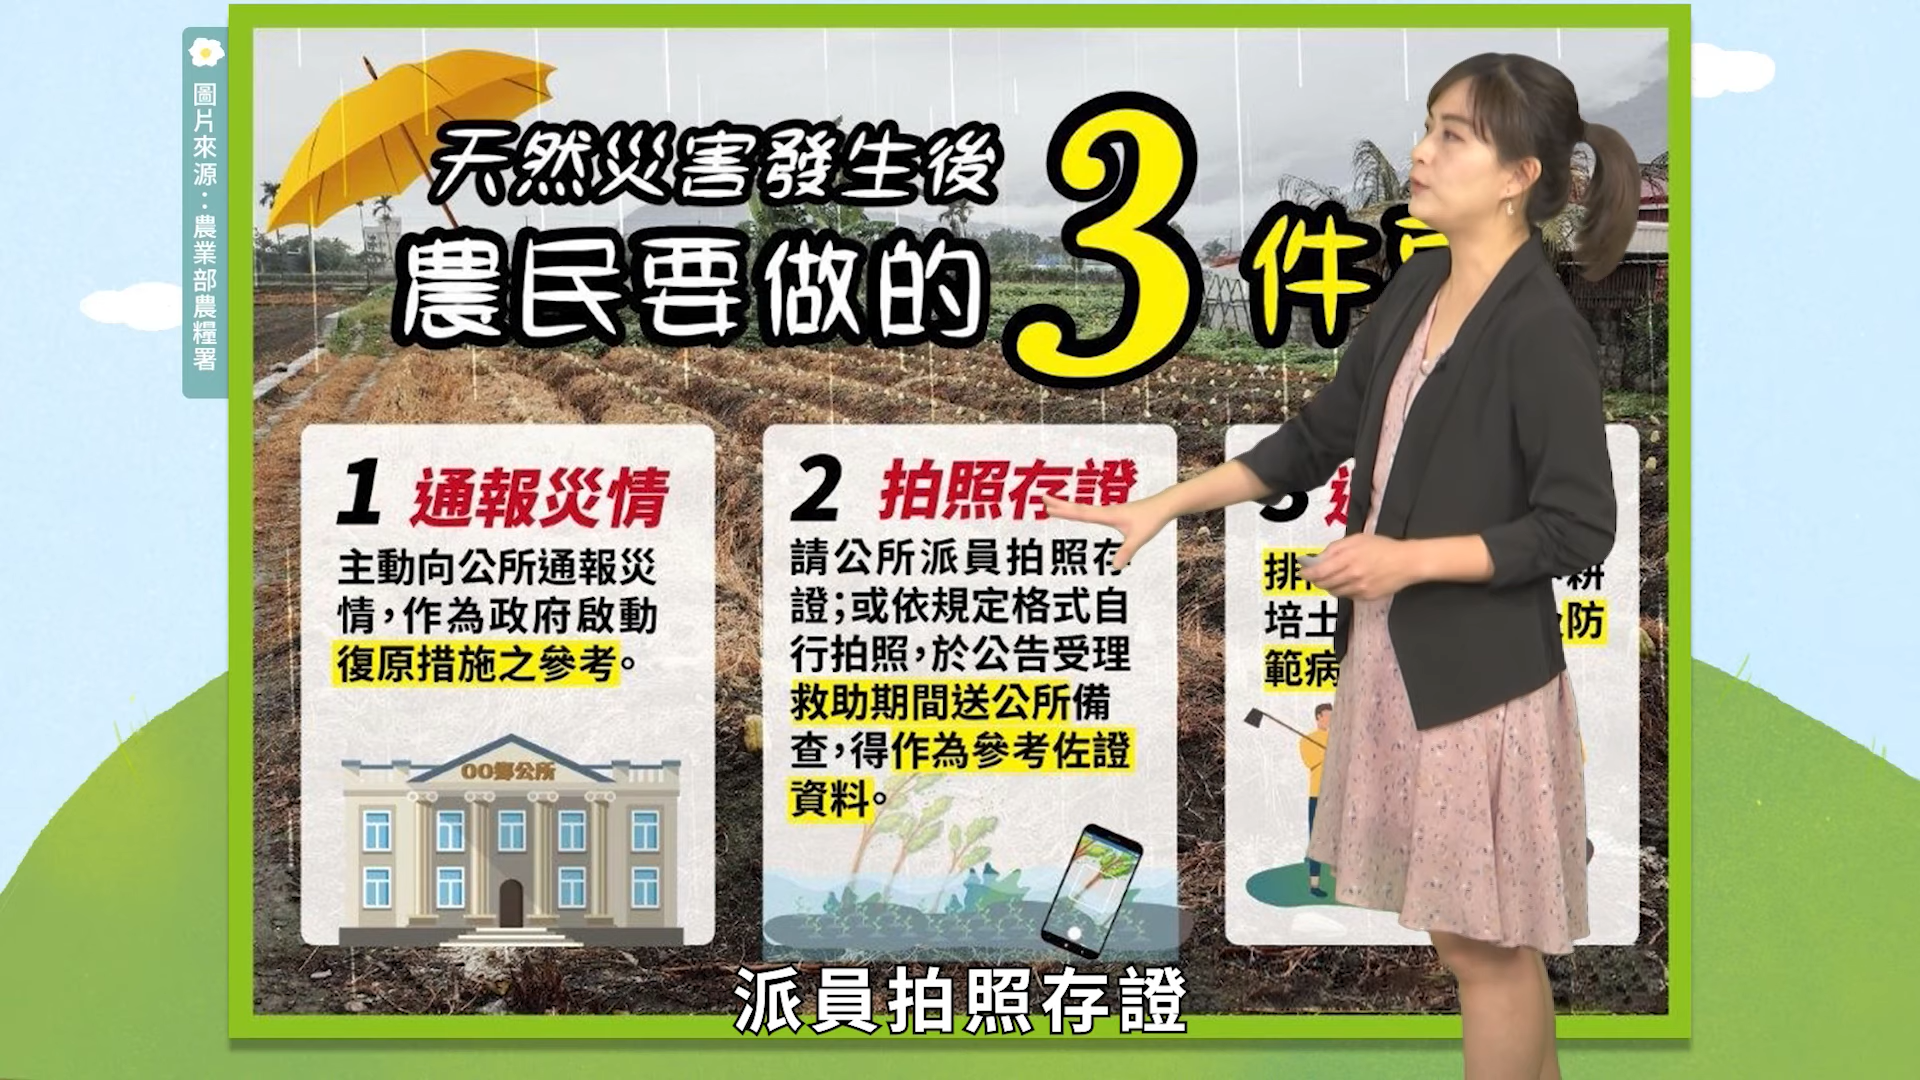 圖片來源：農業部農糧署
天然災害發生後
農民要做的3件
1 通報災情
主動向公所通報災
情，作為政府啟動
復原措施之參考。
OO鄉公所
2 拍照存證
請公所派員拍照存
證；或依規定格式自
行拍照，於公告受理
救助期間送公所備
查，得作為參考佐證
資料。
3
排
耕
培土
防
範病
派員拍照存證